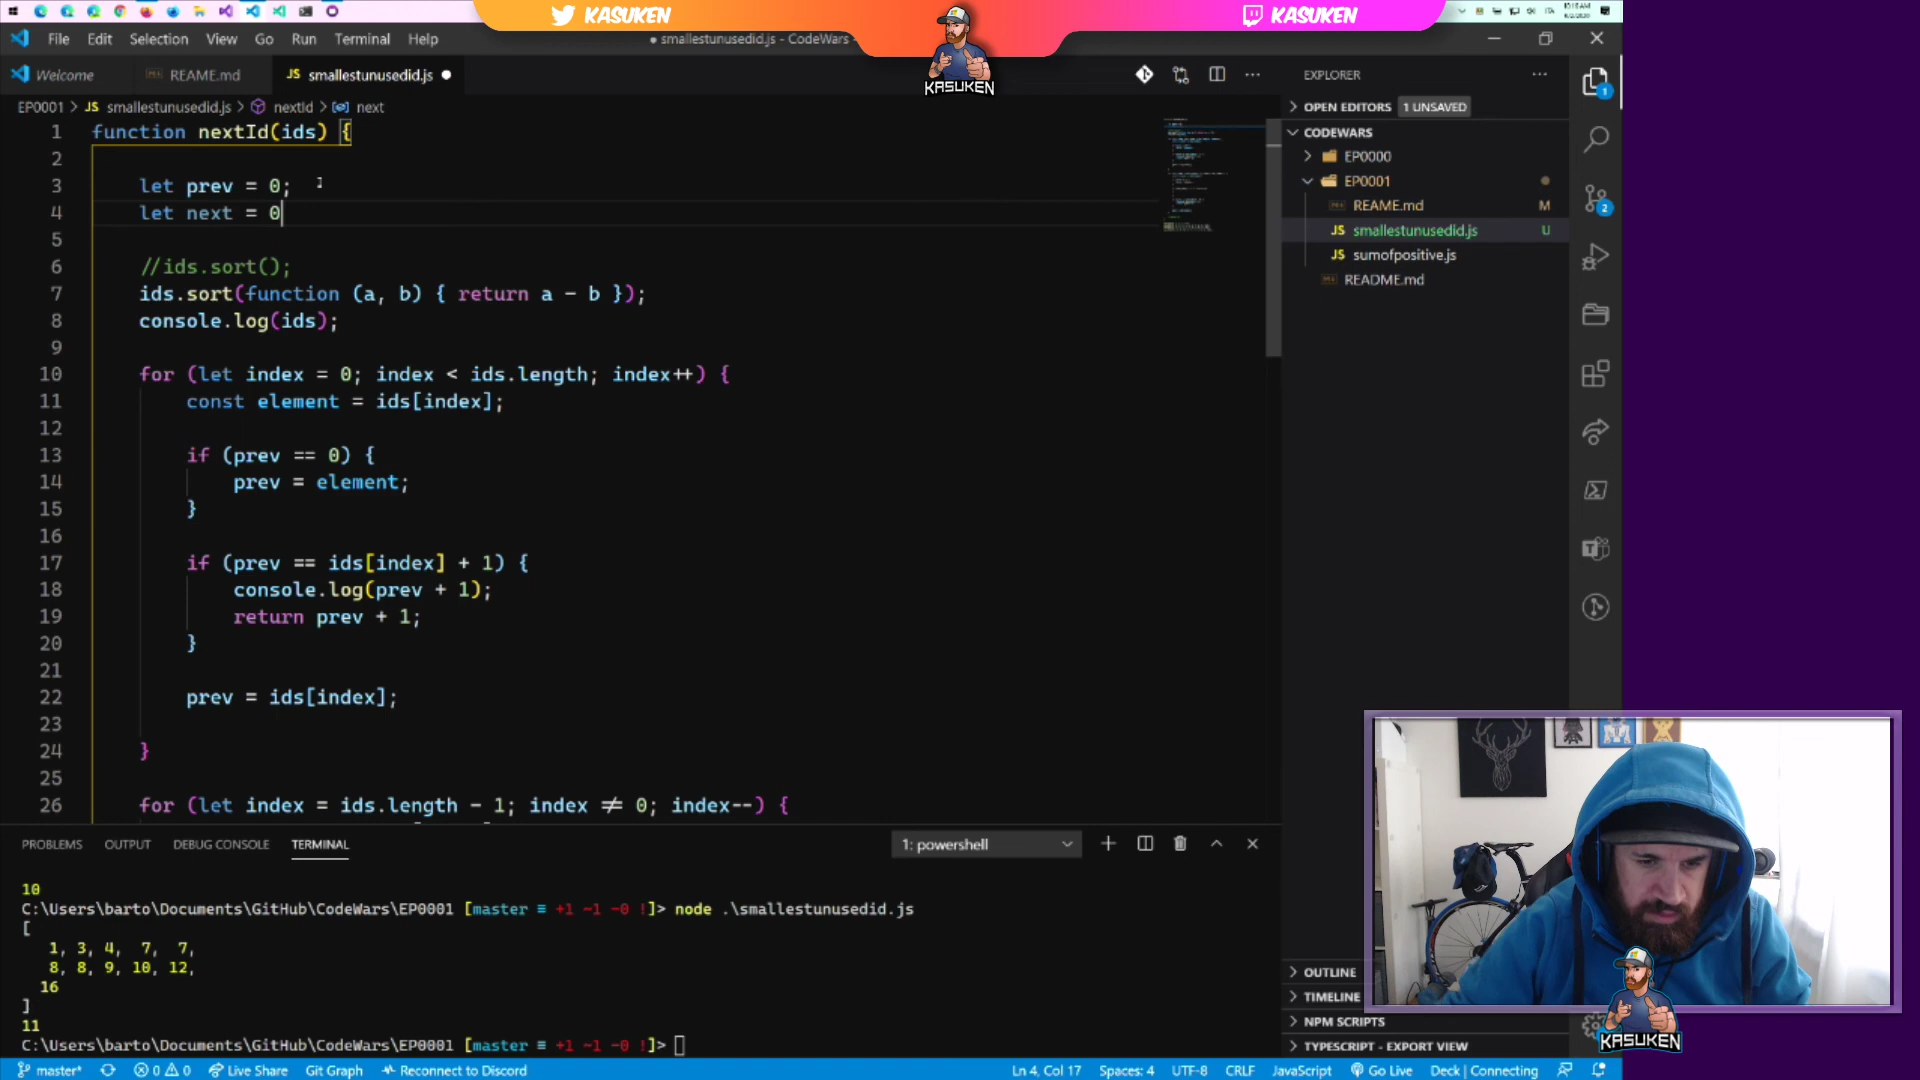 KASUKEN
KASUKEN
KASUKEN
File Edit Selection View Go Run Terminal Help
● smallestunusedid.js - CodeWars -
Welcome
REAME.md
JS smallestunusedid.js ●
EP0001 > JS smallestunusedid.js > nextId > next
1 function nextId(ids) {
2
3 let prev = 0;
4 let next = 0
5
6 //ids.sort();
7 ids.sort(function (a, b) { return a - b });
8 console.log(ids);
9
10 for (let index = 0; index < ids.length; index++) {
11 const element = ids[index];
12
13 if (prev == 0) {
14 prev = element;
15 }
16
17 if (prev == ids[index] + 1) {
18 console.log(prev + 1);
19 return prev + 1;
20 }
21
22 prev = ids[index];
23
24 }
25
26 for (let index = ids.length - 1; index ≠ 0; index--) {
EXPLORER
OPEN EDITORS 1 UNSAVED
CODEWARS
EP0000
EP0001
REAME.md M
JS smallestunusedid.js U
JS sumofpositive.js
README.md
1
2
PROBLEMS OUTPUT DEBUG CONSOLE TERMINAL
1: powershell
10
C:\Users\barto\Documents\GitHub\CodeWars\EP0001 [master ≡ +1 ~1 -0 !]> node .\smallestunusedid.js
[
1, 3, 4, 7, 7,
8, 8, 9, 10, 12,
16
]
11
C:\Users\barto\Documents\GitHub\CodeWars\EP0001 [master ≡ +1 ~1 -0 !]>
OUTLINE
TIMELINE
NPM SCRIPTS
TYPESCRIPT - EXPORT VIEW
KASUKEN
master* 0 0 Live Share Git Graph Reconnect to Discord
Ln 4, Col 17 Spaces: 4 UTF-8 CRLF JavaScript Go Live Deck | Connecting